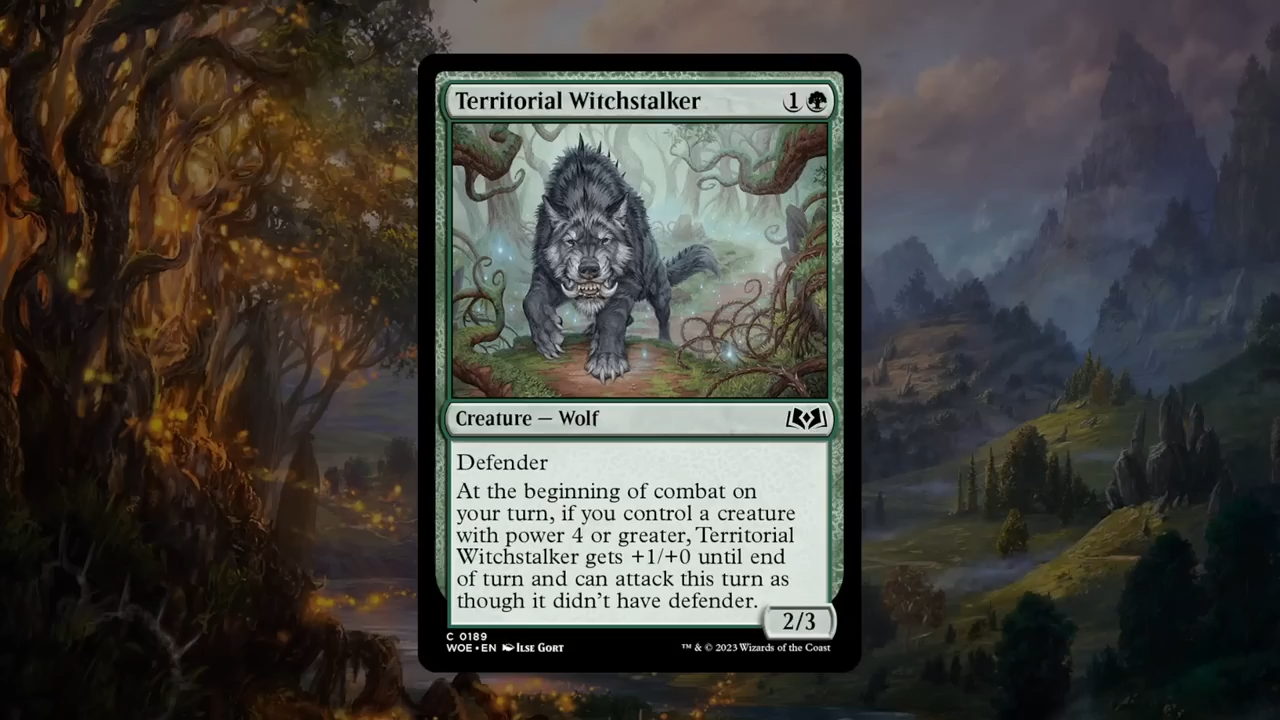 Territorial Witchstalker 1
Creature — Wolf
Defender
At the beginning of combat on
your turn, if you control a creature
with power 4 or greater, Territorial
Witchstalker gets +1/+0 until end
of turn and can attack this turn as
though it didn't have defender.
2/3
C 0189
WOE • EN ILSE GORT
™ & © 2023 Wizards of the Coast